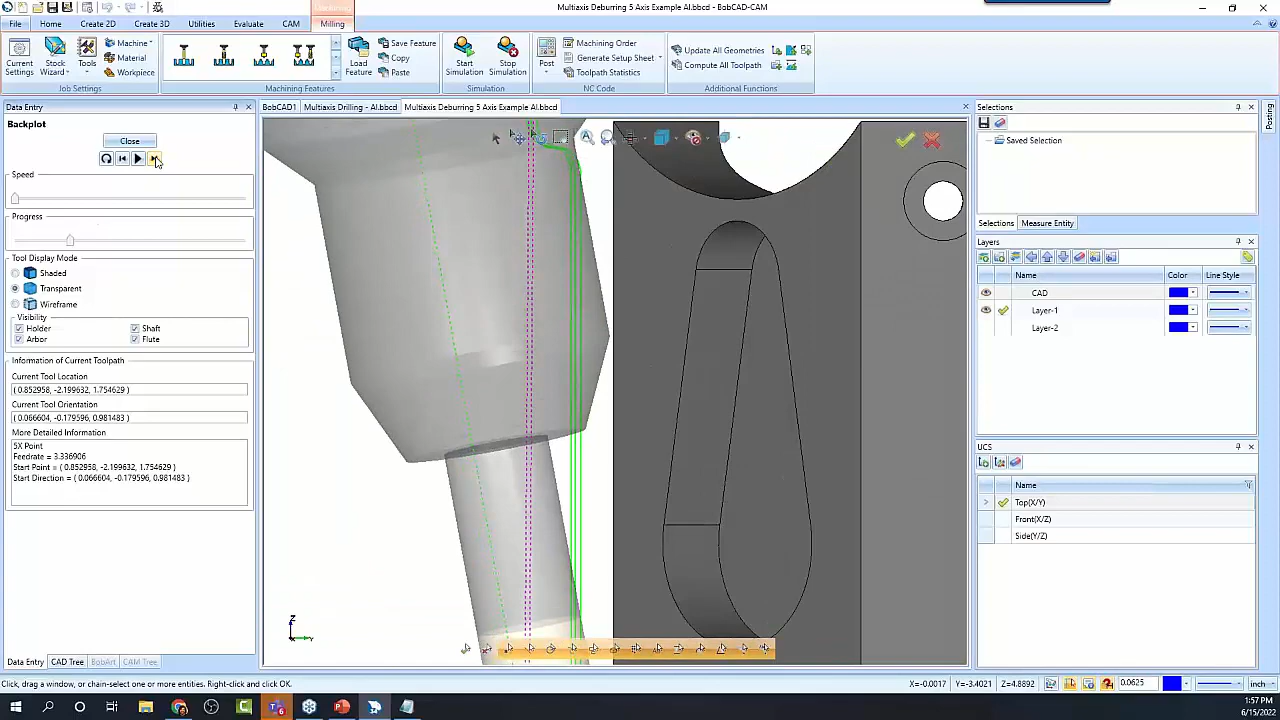 Multiaxis Deburring 5 Axis Example Al.bbcd - BobCAD-CAM
Machining
File
Create 2D
Create 3D
Utilities
Evaluate
CAM
Milling
Current Settings
Stock Wizard
Tools
Machine
Material
Workpiece
Load Feature
Save Feature
Copy
Paste
Start Simulation
Stop Simulation
Post
Machining Order
Generate Setup Sheet
Toolpath Statistics
Update All Geometries
Compute All Toolpath
Job Settings
Machining Features
Simulation
NC Code
Additional Functions
Data Entry
BobCAD1
Multiaxis Drilling - Al.bbcd
Multiaxis Deburring 5 Axis Example Al.bbcd
Backplot
Close
Speed
Progress
Tool Display Mode
Shaded
Transparent
Wireframe
Visibility
Holder
Shaft
Arbor
Flute
Information of Current Toolpath
Current Tool Location
( 0.852958, -2.199632, 1.754629 )
Current Tool Orientation
( 0.066604, -0.179596, 0.981483 )
More Detailed Information
5X Point
Feedrate = 3.336906
Start Point = ( 0.852958, -2.199632, 1.754629 )
Start Direction = ( 0.066604, -0.179596, 0.981483 )
Z
Y
Data Entry
CAD Tree
BobArt
CAM Tree
Selections
Saved Selection
Selections
Measure Entity
Posting
Layers
Name
Color
Line Style
CAD
Layer-1
Layer-2
UCS
Name
Top(X/Y)
Front(X/Z)
Side(Y/Z)
Click, drag a window, or chain-select one or more entities. Right-click and click OK.
X=-0.0017
Y=-3.4021
Z=4.8892
0.0625
inch
1:57 PM
6/15/2022